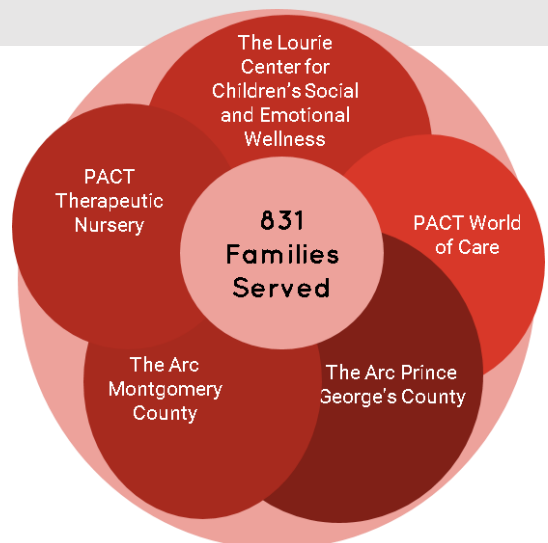 The Lourie
Center for
Children's Social
and Emotional
Wellness
PACT
Therapeutic
Nursery
831
Families
Served
PACT World
of Care
The Arc
Montgomery
County
The Arc Prince
George's County